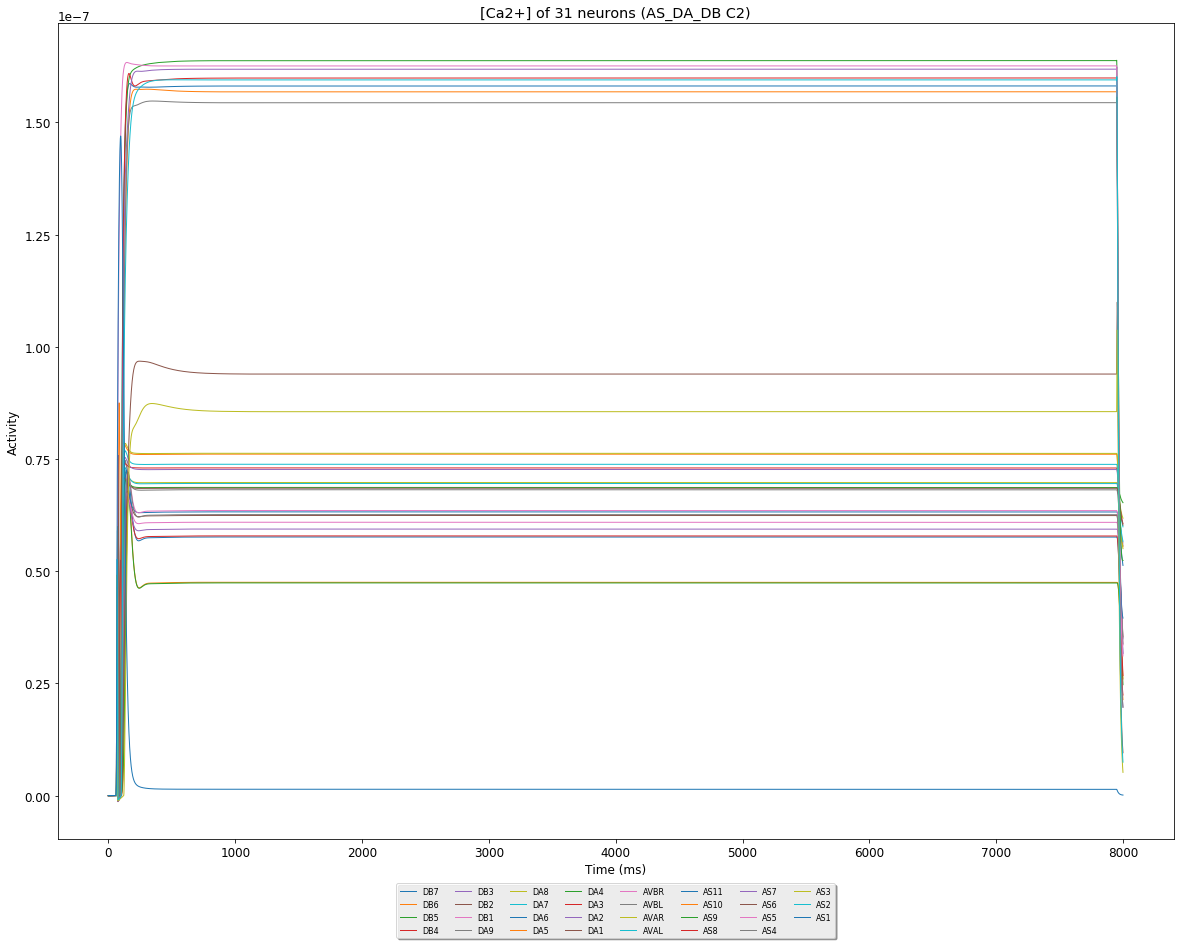 [Ca2+] of 31 neurons (AS_DA_DB C2)
1e−7
1.50
1.25
1.00
0.75
0.50
0.25
0.00
Activity
0 1000 2000 3000 4000 5000 6000 7000 8000
Time (ms)
DB7 DB3 DA8 DA4 AVBR AS11 AS7 AS3
DB6 DB2 DA7 DA3 AVBL AS10 AS6 AS2
DB5 DB1 DA6 DA2 AVAR AS9 AS5 AS1
DB4 DA9 DA5 DA1 AVAL AS8 AS4